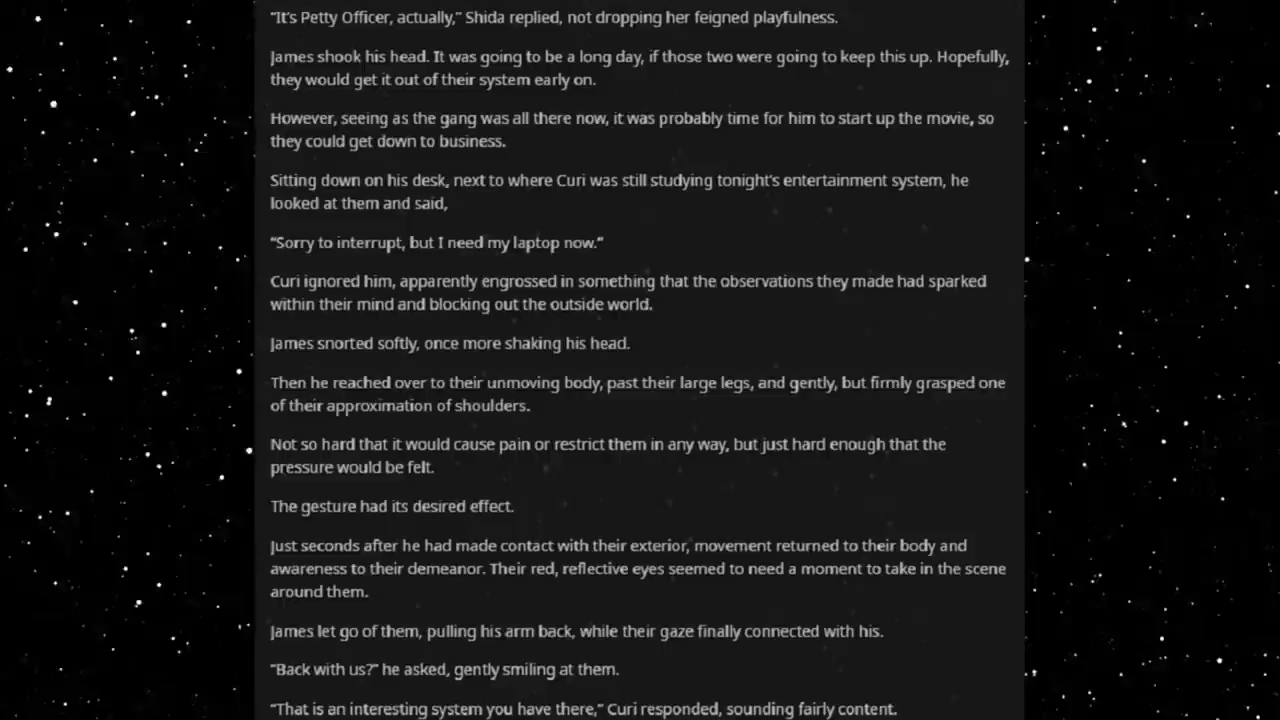 “It’s Petty Officer, actually,” Shida replied, not dropping her feigned playfulness.
James shook his head. It was going to be a long day, if those two were going to keep this up. Hopefully,
they would get it out of their system early on.
However, seeing as the gang was all there now, it was probably time for him to start up the movie, so
they could get down to business.
Sitting down on his desk, next to where Curi was still studying tonight’s entertainment system, he
looked at them and said,
“Sorry to interrupt, but I need my laptop now.”
Curi ignored him, apparently engrossed in something that the observations they made had sparked
within their mind and blocking out the outside world.
James snorted softly, once more shaking his head.
Then he reached over to their unmoving body, past their large legs, and gently, but firmly grasped one
of their approximation of shoulders.
Not so hard that it would cause pain or restrict them in any way, but just hard enough that the
pressure would be felt.
The gesture had its desired effect.
Just seconds after he had made contact with their exterior, movement returned to their body and
awareness to their demeanor. Their red, reflective eyes seemed to need a moment to take in the scene
around them.
James let go of them, pulling his arm back, while their gaze finally connected with his.
“Back with us?” he asked, gently smiling at them.
“That is an interesting system you have there,” Curi responded, sounding fairly content.